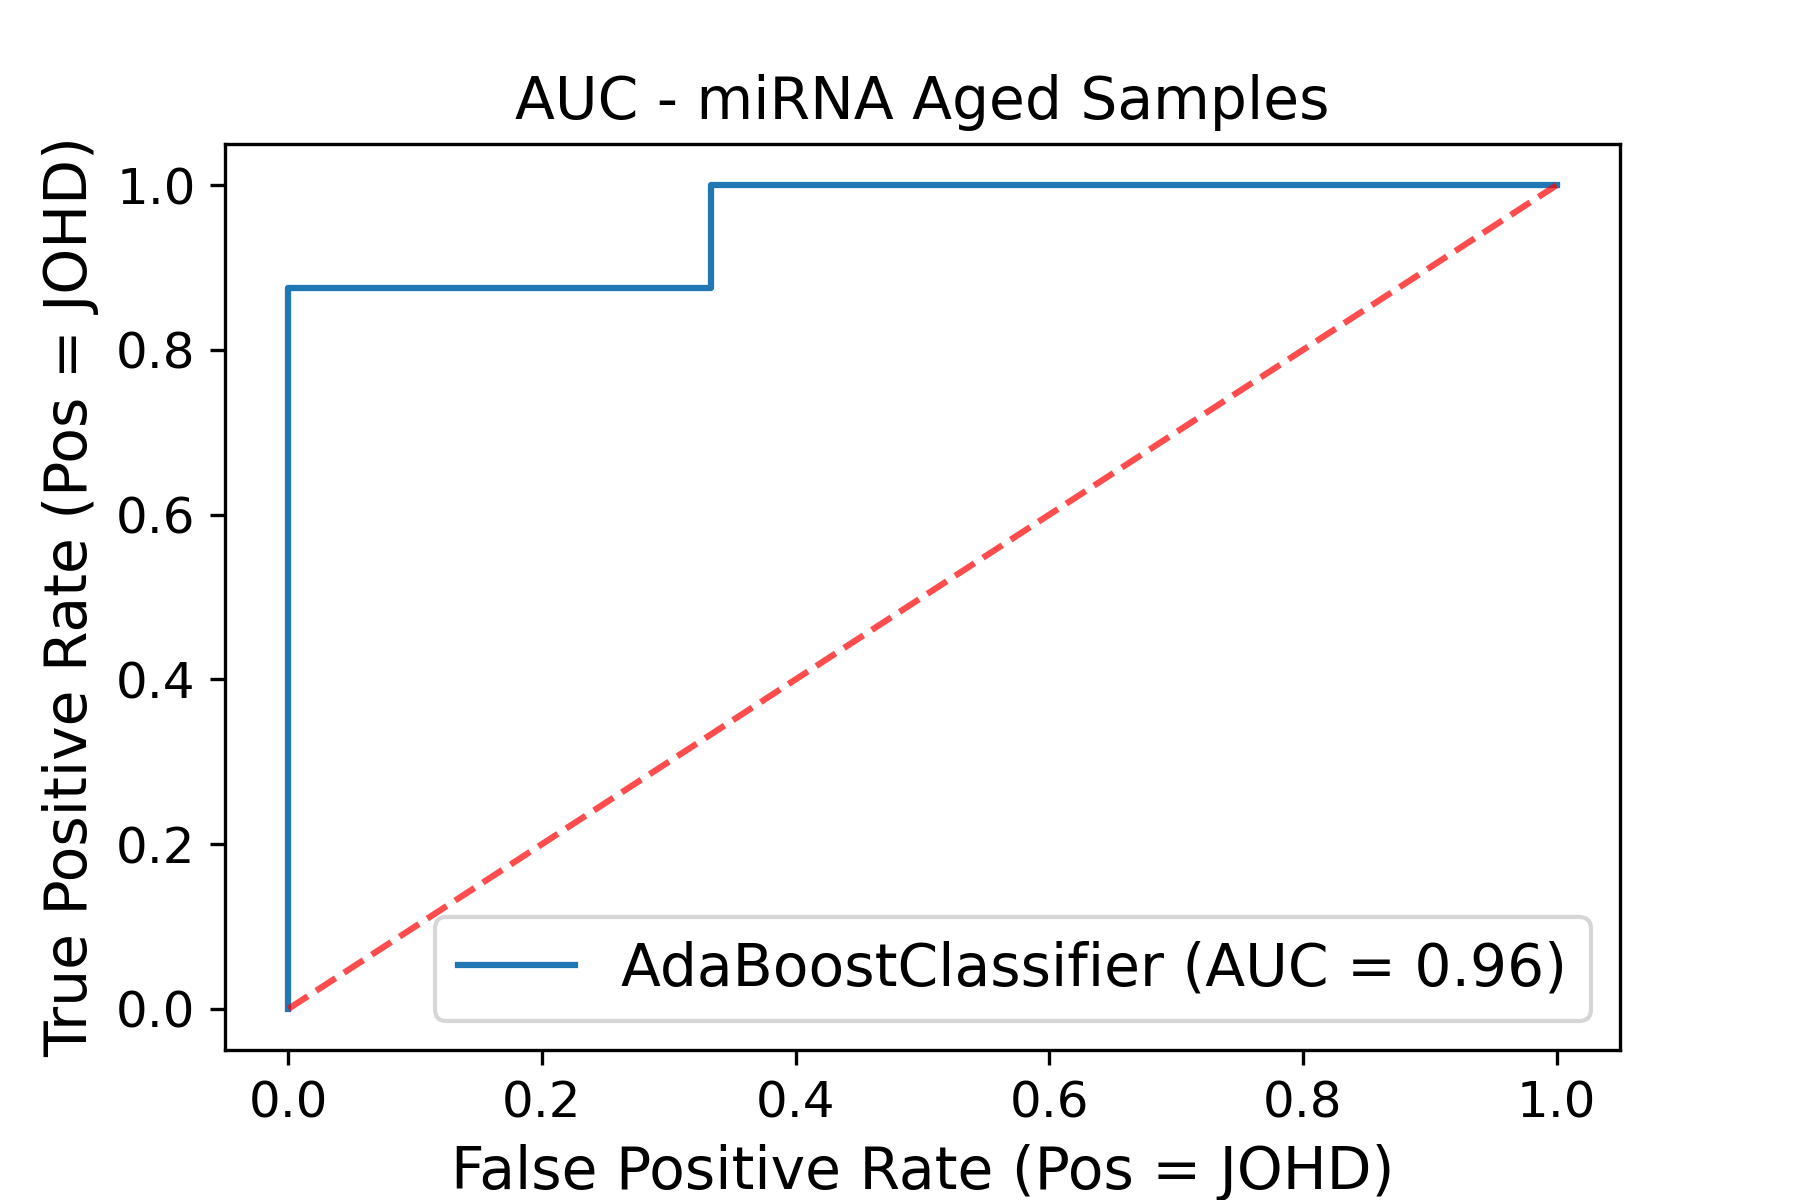 AUC - miRNA Aged Samples
True Positive Rate (Pos = JOHD)
1.0
0.8
0.6
0.4
0.2
0.0
AdaBoostClassifier (AUC = 0.96)
0.0 0.2 0.4 0.6 0.8 1.0
False Positive Rate (Pos = JOHD)